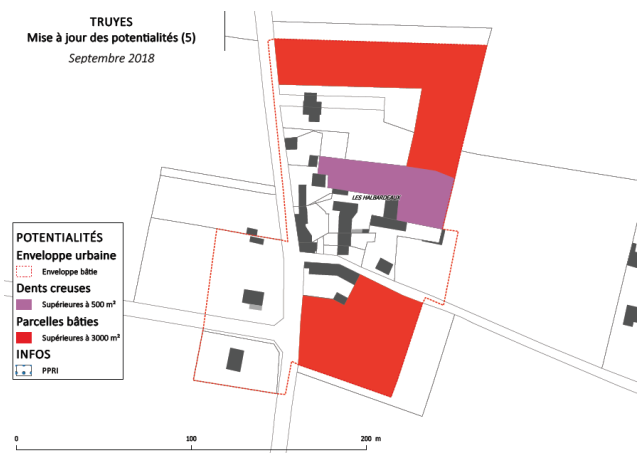 TRUYES
Mise à jour des potentialités (5)
Septembre 2018
LES HALBARDEAUX
POTENTIALITÉS
Enveloppe urbaine
Enveloppe bâtie
Dents creuses
Supérieures à 500 m²
Parcelles bâties
Supérieures à 3000 m²
INFOS
PPRI
0 100 200 m